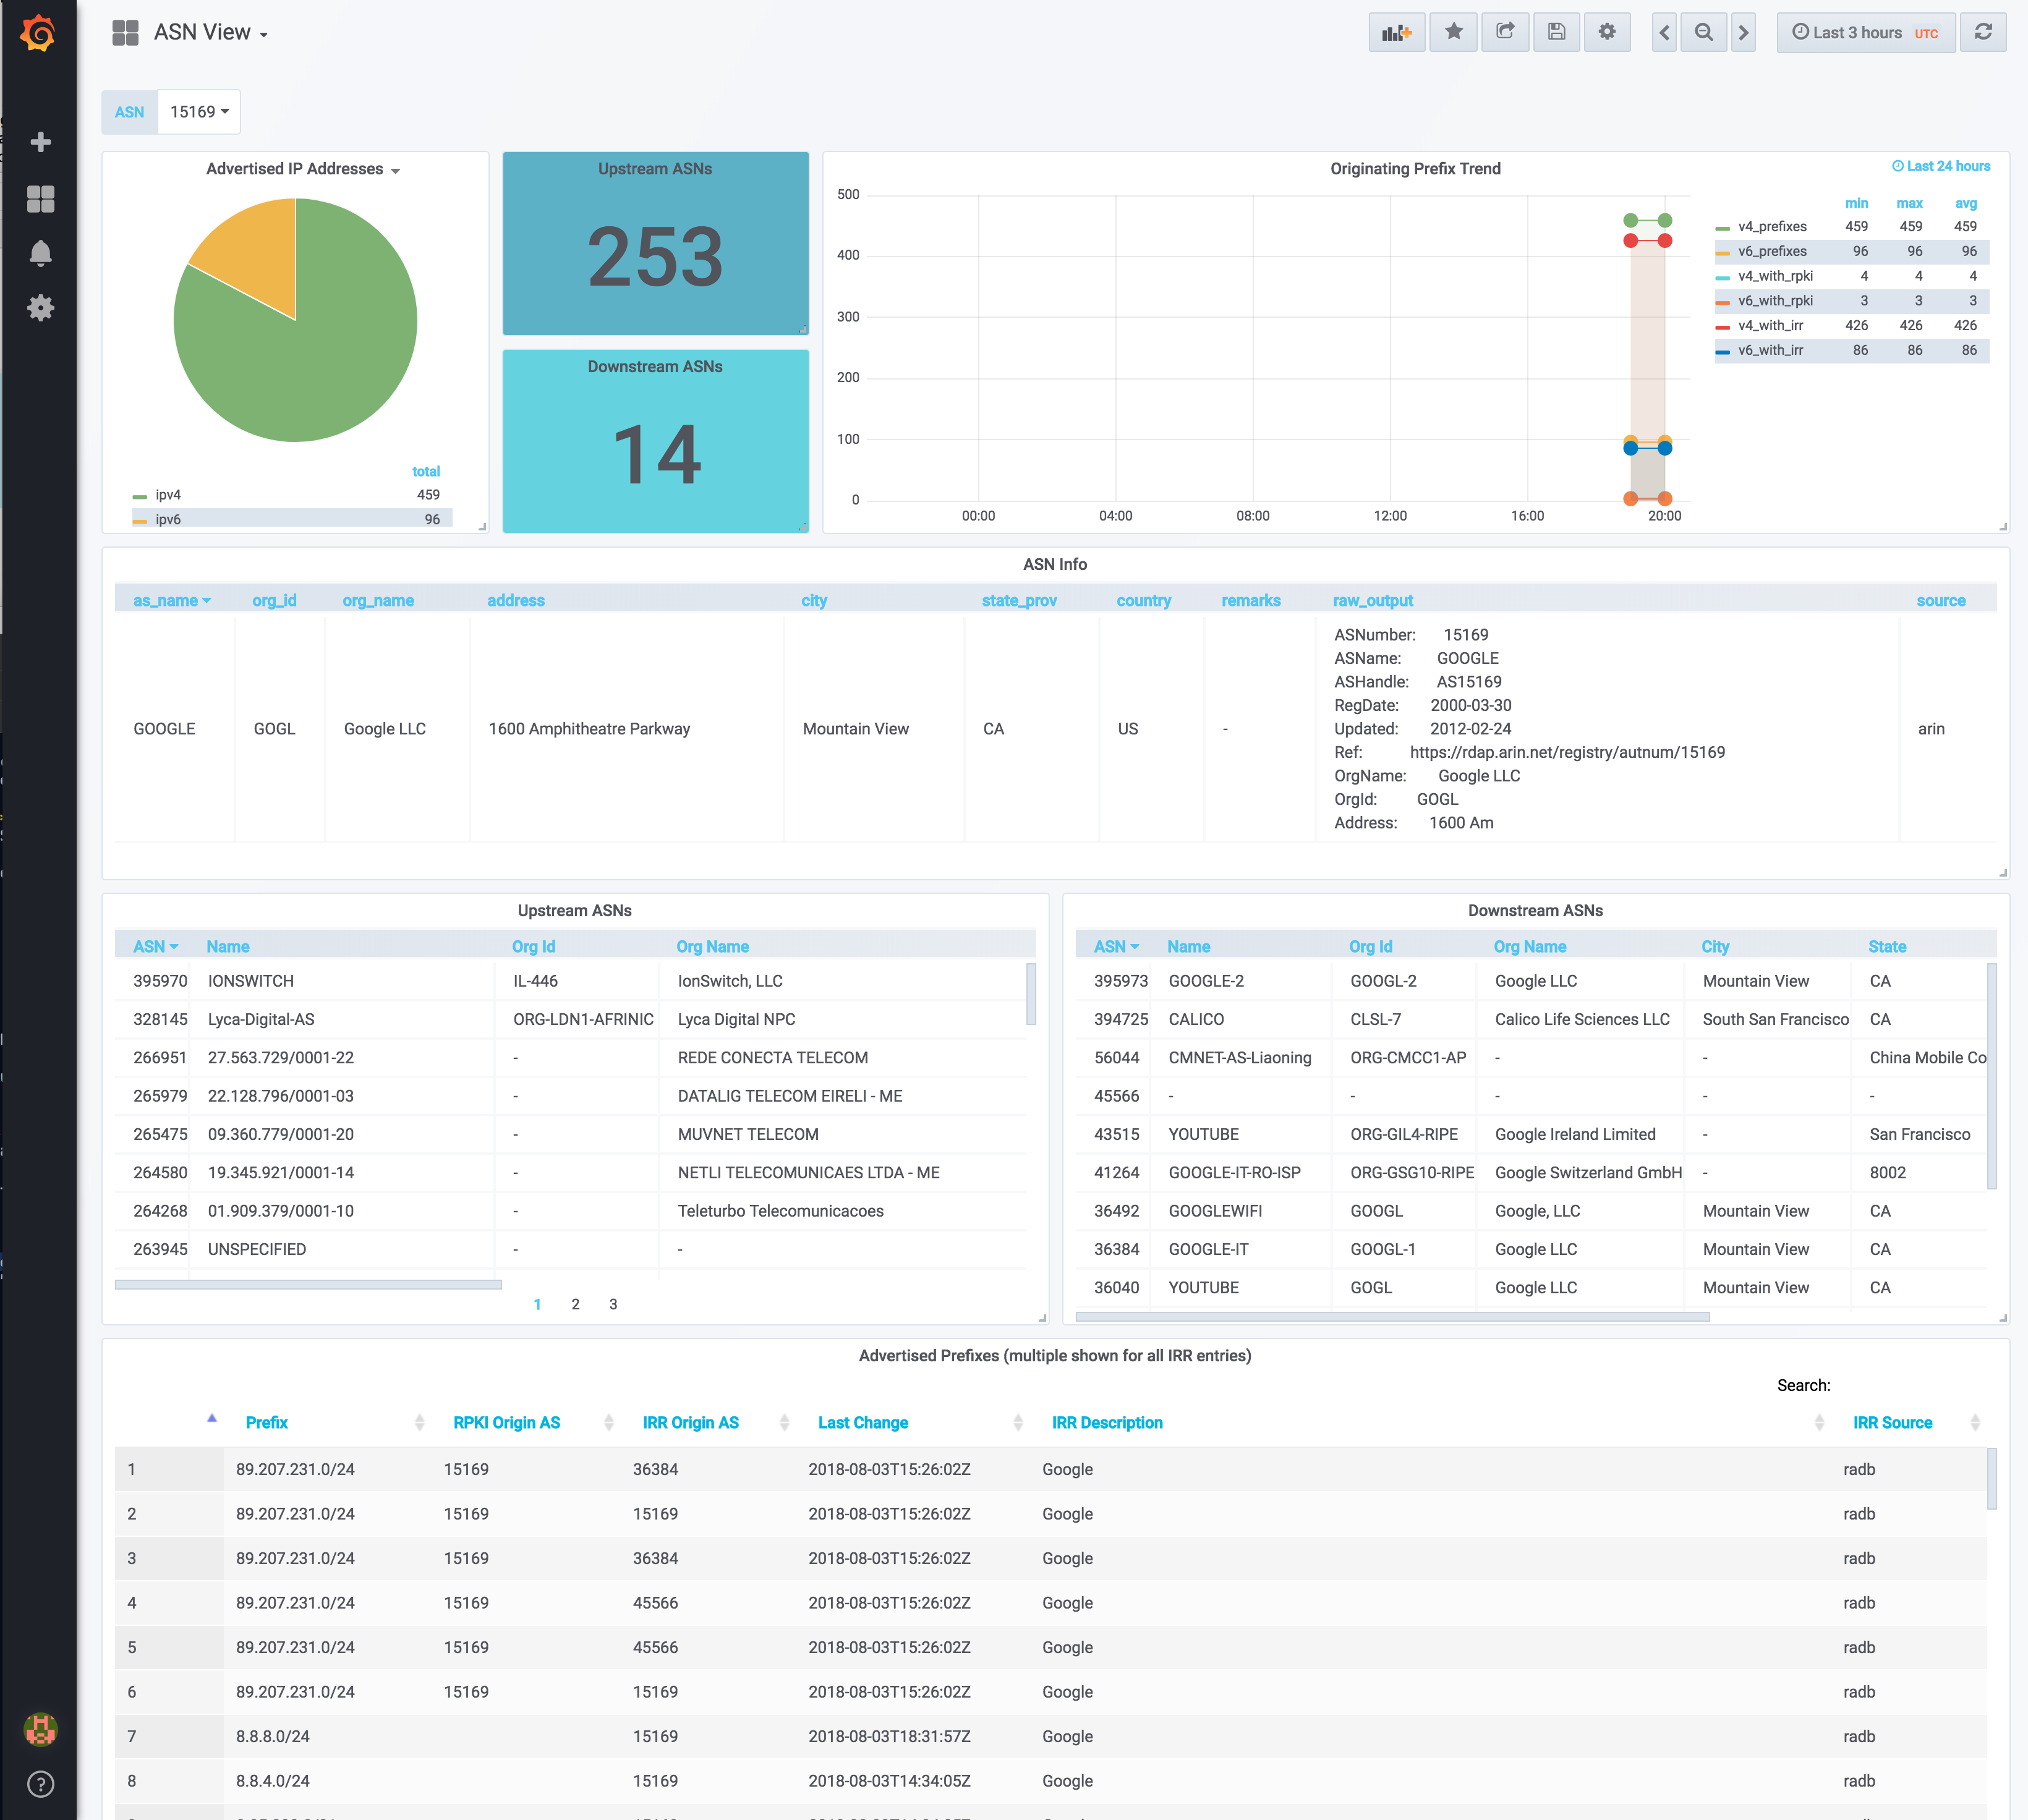 ASN View
Last 3 hours UTC
ASN 15169
Advertised IP Addresses
total
ipv4 459
ipv6 96
Upstream ASNs
253
Downstream ASNs
14
Originating Prefix Trend
Last 24 hours
500
400
300
200
100
0
00:00 04:00 08:00 12:00 16:00 20:00
min max avg
v4_prefixes 459 459 459
v6_prefixes 96 96 96
v4_with_rpki 4 4 4
v6_with_rpki 3 3 3
v4_with_irr 426 426 426
v6_with_irr 86 86 86
ASN Info
as_name org_id org_name address city state_prov country remarks raw_output source
GOOGLE GOGL Google LLC 1600 Amphitheatre Parkway Mountain View CA US -
ASNumber: 15169
ASName: GOOGLE
ASHandle: AS15169
RegDate: 2000-03-30
Updated: 2012-02-24
Ref: https://rdap.arin.net/registry/autnum/15169
OrgName: Google LLC
OrgId: GOGL
Address: 1600 Am
arin
Upstream ASNs
ASN Name Org Id Org Name
395970 IONSWITCH IL-446 IonSwitch, LLC
328145 Lyca-Digital-AS ORG-LDN1-AFRINIC Lyca Digital NPC
266951 27.563.729/0001-22 - REDE CONECTA TELECOM
265979 22.128.796/0001-03 - DATALIG TELECOM EIRELI - ME
265475 09.360.779/0001-20 - MUVNET TELECOM
264580 19.345.921/0001-14 - NETLI TELECOMUNICAES LTDA - ME
264268 01.909.379/0001-10 - Teleturbo Telecomunicacoes
263945 UNSPECIFIED - -
1 2 3
Downstream ASNs
ASN Name Org Id Org Name City State
395973 GOOGLE-2 GOOGL-2 Google LLC Mountain View CA
394725 CALICO CLSL-7 Calico Life Sciences LLC South San Francisco CA
56044 CMNET-AS-Liaoning ORG-CMCC1-AP - - China Mobile Co
45566 - - - - -
43515 YOUTUBE ORG-GIL4-RIPE Google Ireland Limited - San Francisco
41264 GOOGLE-IT-RO-ISP ORG-GSG10-RIPE Google Switzerland GmbH - 8002
36492 GOOGLEWIFI GOOGL Google, LLC Mountain View CA
36384 GOOGLE-IT GOOGL-1 Google LLC Mountain View CA
36040 YOUTUBE GOGL Google LLC Mountain View CA
Advertised Prefixes (multiple shown for all IRR entries)
Search:
Prefix RPKI Origin AS IRR Origin AS Last Change IRR Description IRR Source
1 89.207.231.0/24 15169 36384 2018-08-03T15:26:02Z Google radb
2 89.207.231.0/24 15169 15169 2018-08-03T15:26:02Z Google radb
3 89.207.231.0/24 15169 36384 2018-08-03T15:26:02Z Google radb
4 89.207.231.0/24 15169 45566 2018-08-03T15:26:02Z Google radb
5 89.207.231.0/24 15169 45566 2018-08-03T15:26:02Z Google radb
6 89.207.231.0/24 15169 15169 2018-08-03T15:26:02Z Google radb
7 8.8.8.0/24 15169 2018-08-03T18:31:57Z Google radb
8 8.8.4.0/24 15169 2018-08-03T14:34:05Z Google radb